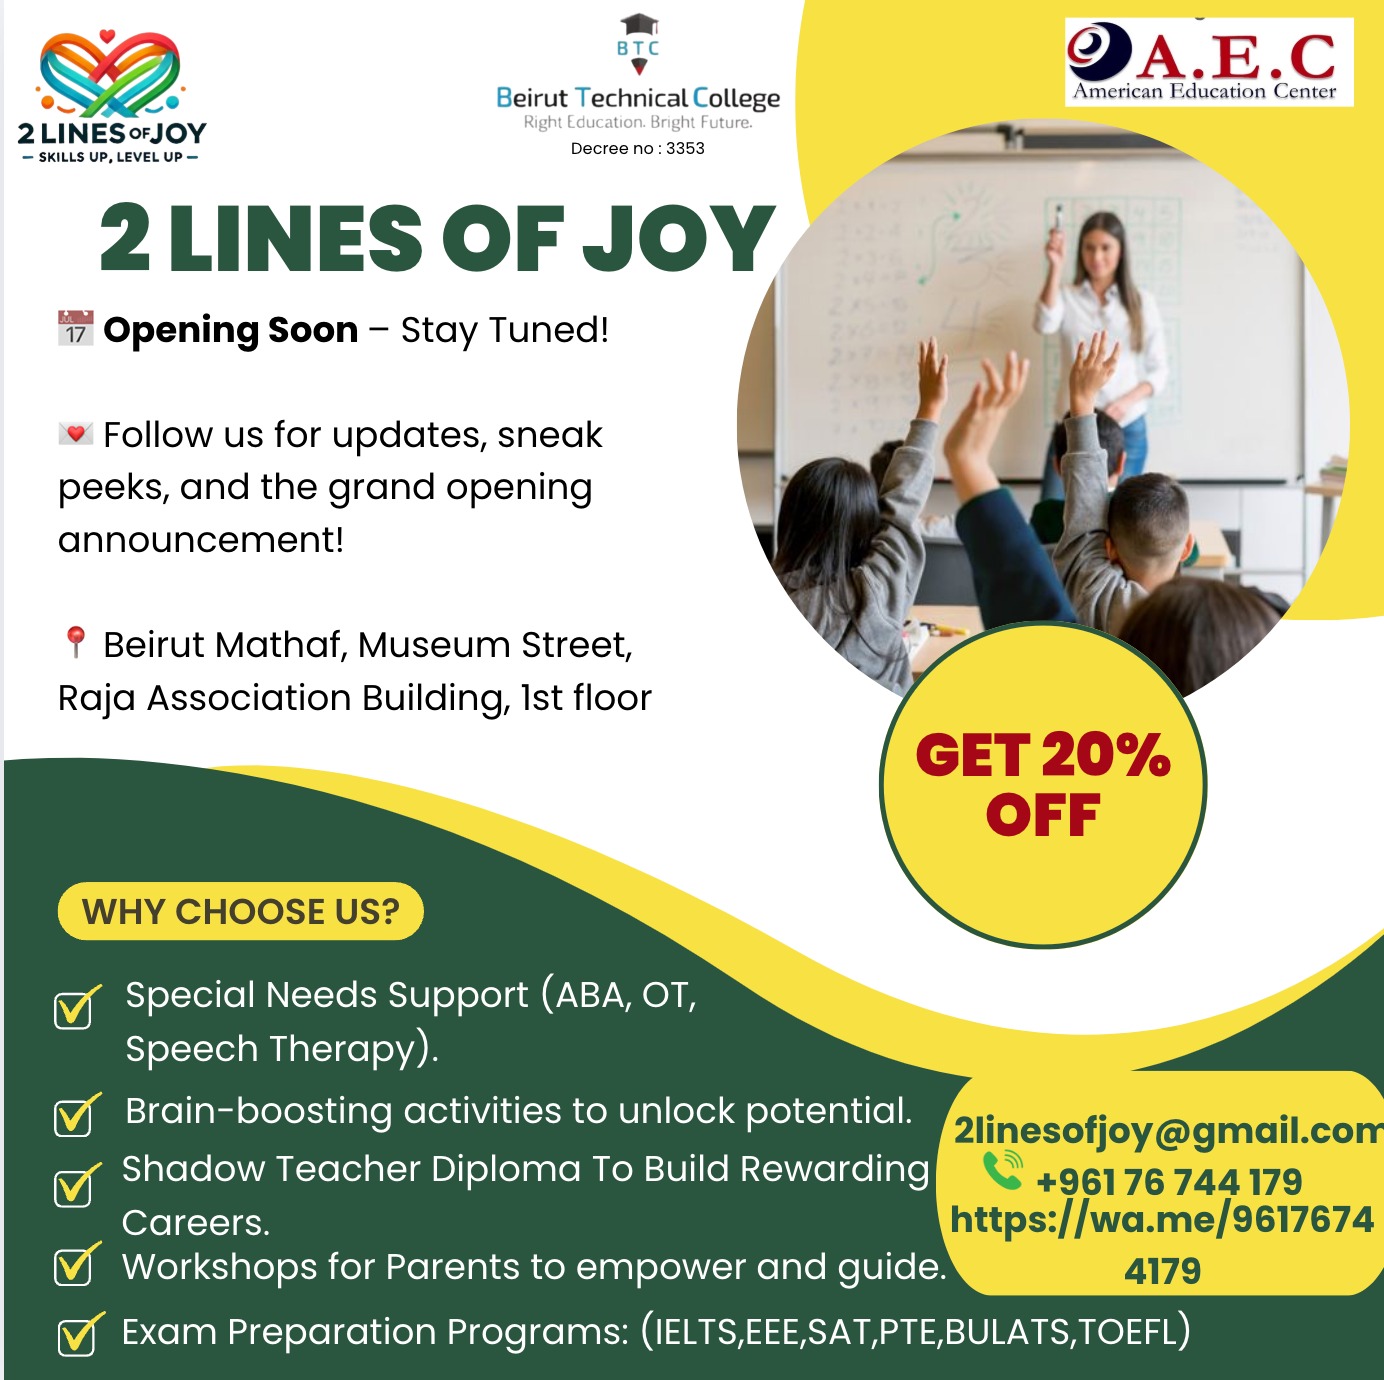 2 LINES OF JOY
– SKILLS UP, LEVEL UP –
BTC
Beirut Technical College
Right Education. Bright Future.
Decree no : 3353
A.E.C
American Education Center
2 LINES OF JOY
JUL
17
Opening Soon – Stay Tuned!
Follow us for updates, sneak
peeks, and the grand opening
announcement!
Beirut Mathaf, Museum Street,
Raja Association Building, 1st floor
GET 20%
OFF
WHY CHOOSE US?
Special Needs Support (ABA, OT,
Speech Therapy).
Brain-boosting activities to unlock potential.
Shadow Teacher Diploma To Build Rewarding
Careers.
Workshops for Parents to empower and guide.
Exam Preparation Programs: (IELTS,EEE,SAT,PTE,BULATS,TOEFL)
2linesofjoy@gmail.com
+961 76 744 179
https://wa.me/9617674
4179